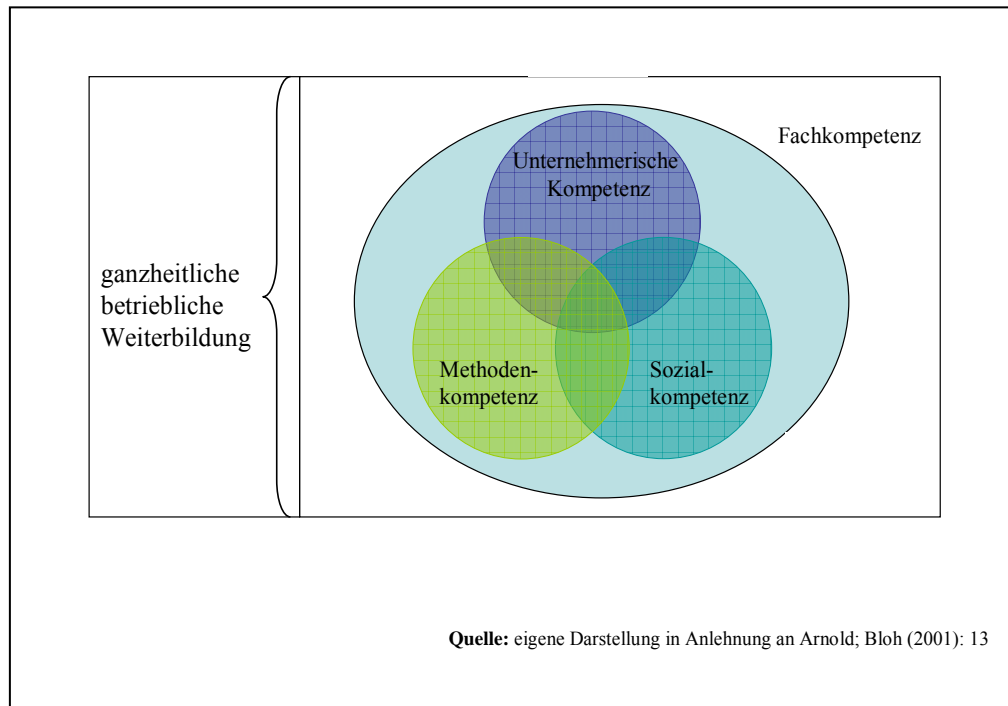 Unternehmerische
Kompetenz
Fachkompetenz
ganzheitliche
betriebliche
Weiterbildung
Methoden-
kompetenz
Sozial-
kompetenz
Quelle: eigene Darstellung in Anlehnung an Arnold; Bloh (2001): 13